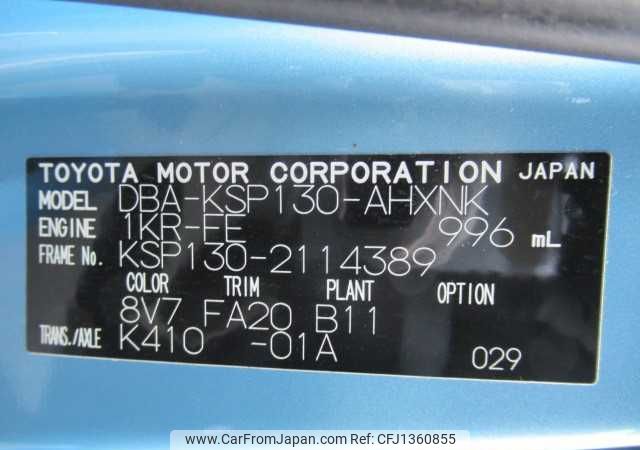 TOYOTA MOTOR CORPORATION JAPAN
MODEL DBA-KSP130-AHXNK
ENGINE 1KR-FE 996 mL
FRAME No. KSP130-2114389
COLOR TRIM PLANT OPTION
8V7 FA20 B11
TRANS./AXLE K410 -01A 029
www.CarFromJapan.com CFJ1360855